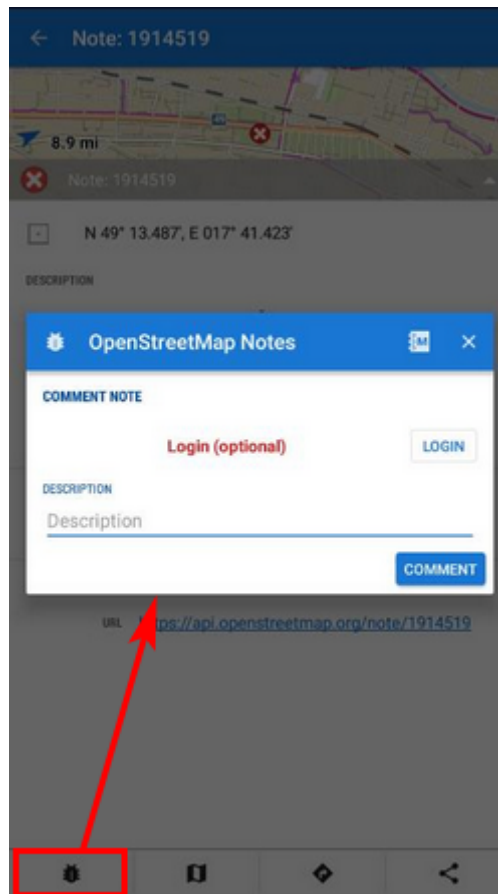 Note: 1914519
8.9 mi
Note: 1914519
N 49° 13.487', E 017° 41.423'
DESCRIPTION
OpenStreetMap Notes
COMMENT NOTE
Login (optional)
LOGIN
DESCRIPTION
Description
COMMENT
URL https://api.openstreetmap.org/note/1914519